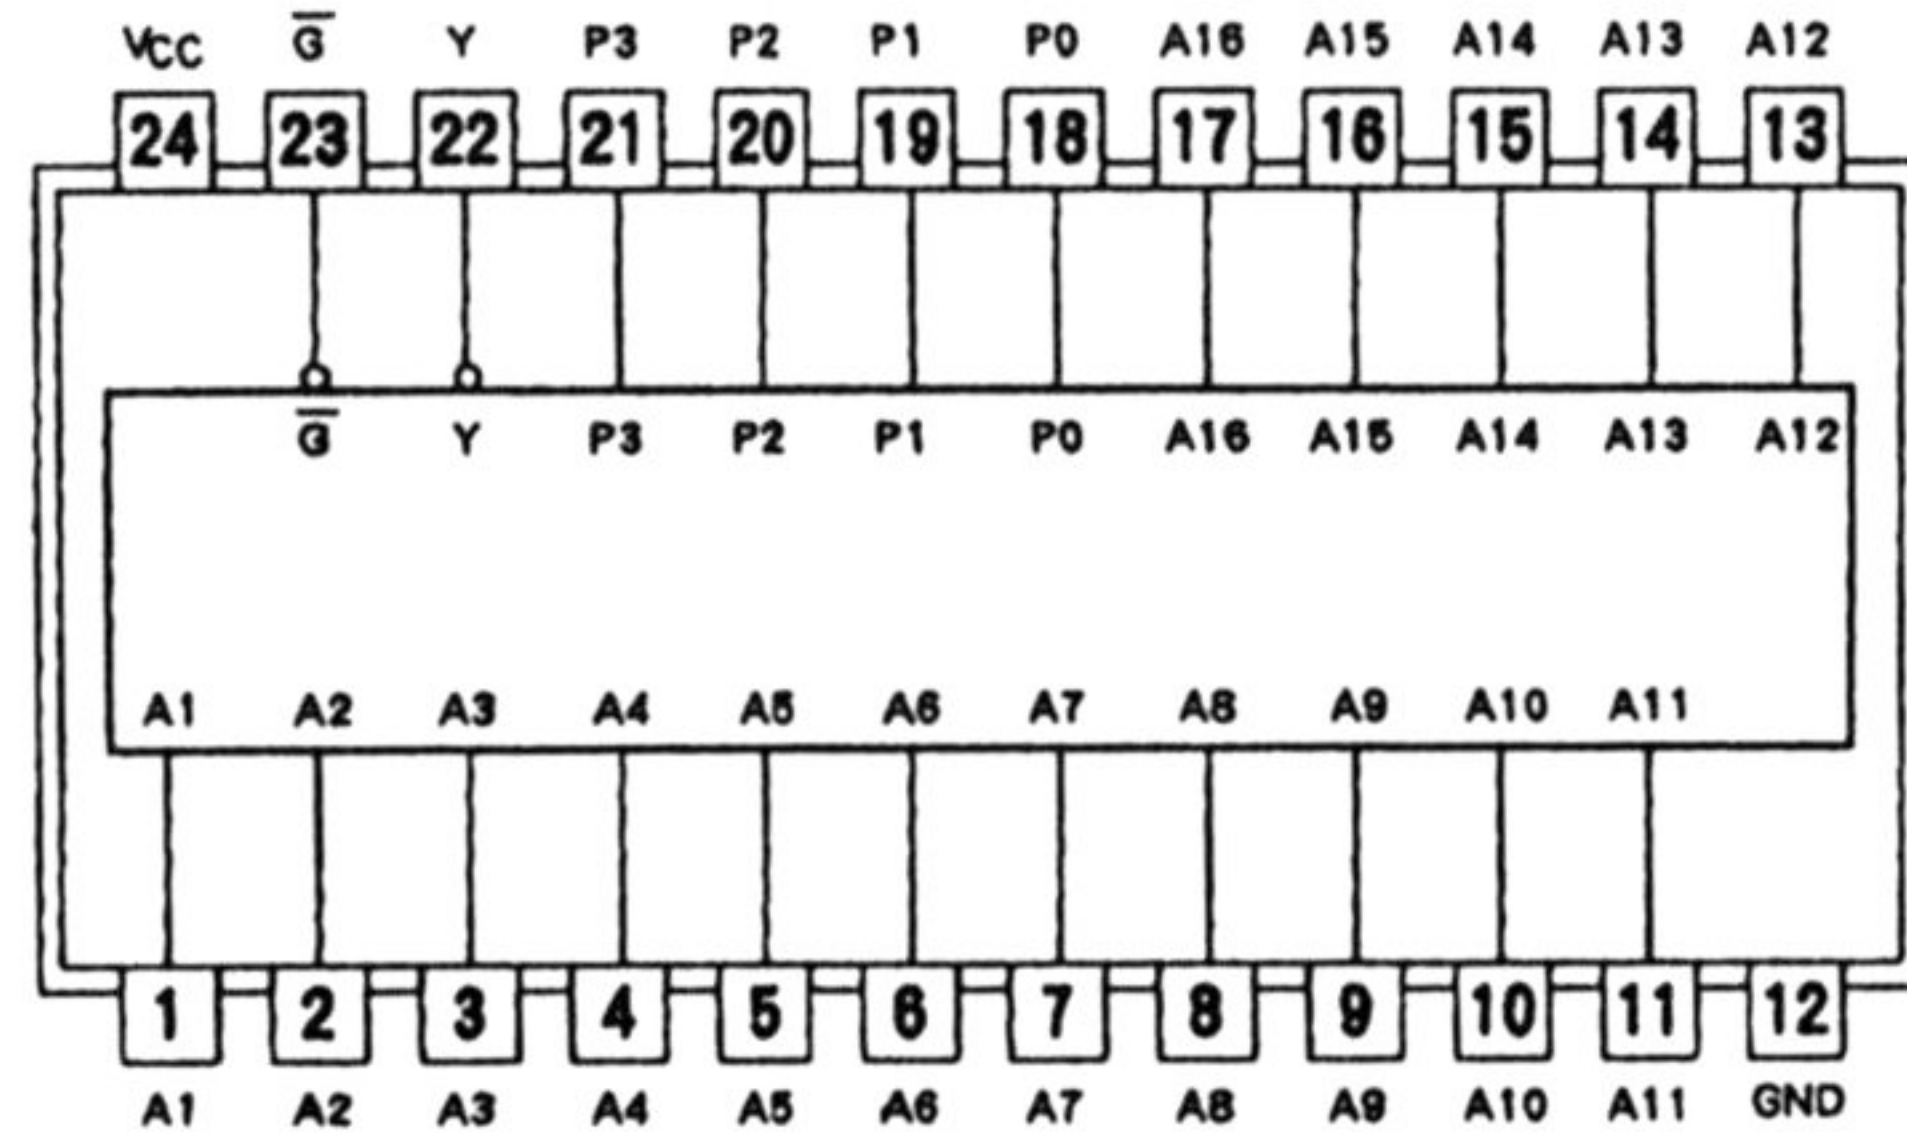 VCC G̅ Y P3 P2 P1 P0 A16 A15 A14 A13 A12
24 23 22 21 20 19 18 17 16 15 14 13
G̅ Y P3 P2 P1 P0 A16 A15 A14 A13 A12
A1 A2 A3 A4 A5 A6 A7 A8 A9 A10 A11
1 2 3 4 5 6 7 8 9 10 11 12
A1 A2 A3 A4 A5 A6 A7 A8 A9 A10 A11 GND